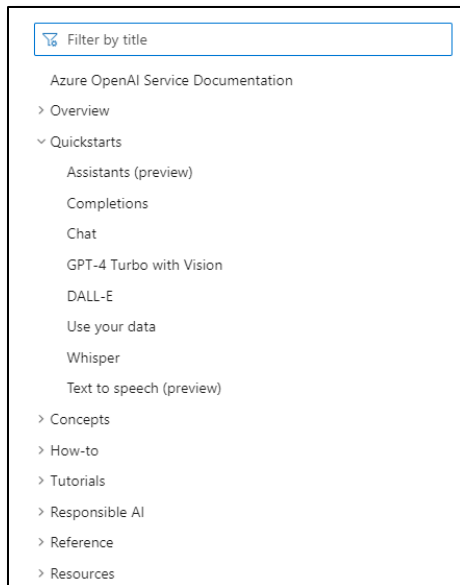 Filter by title
Azure OpenAI Service Documentation
Overview
Quickstarts
Assistants (preview)
Completions
Chat
GPT-4 Turbo with Vision
DALL-E
Use your data
Whisper
Text to speech (preview)
Concepts
How-to
Tutorials
Responsible AI
Reference
Resources